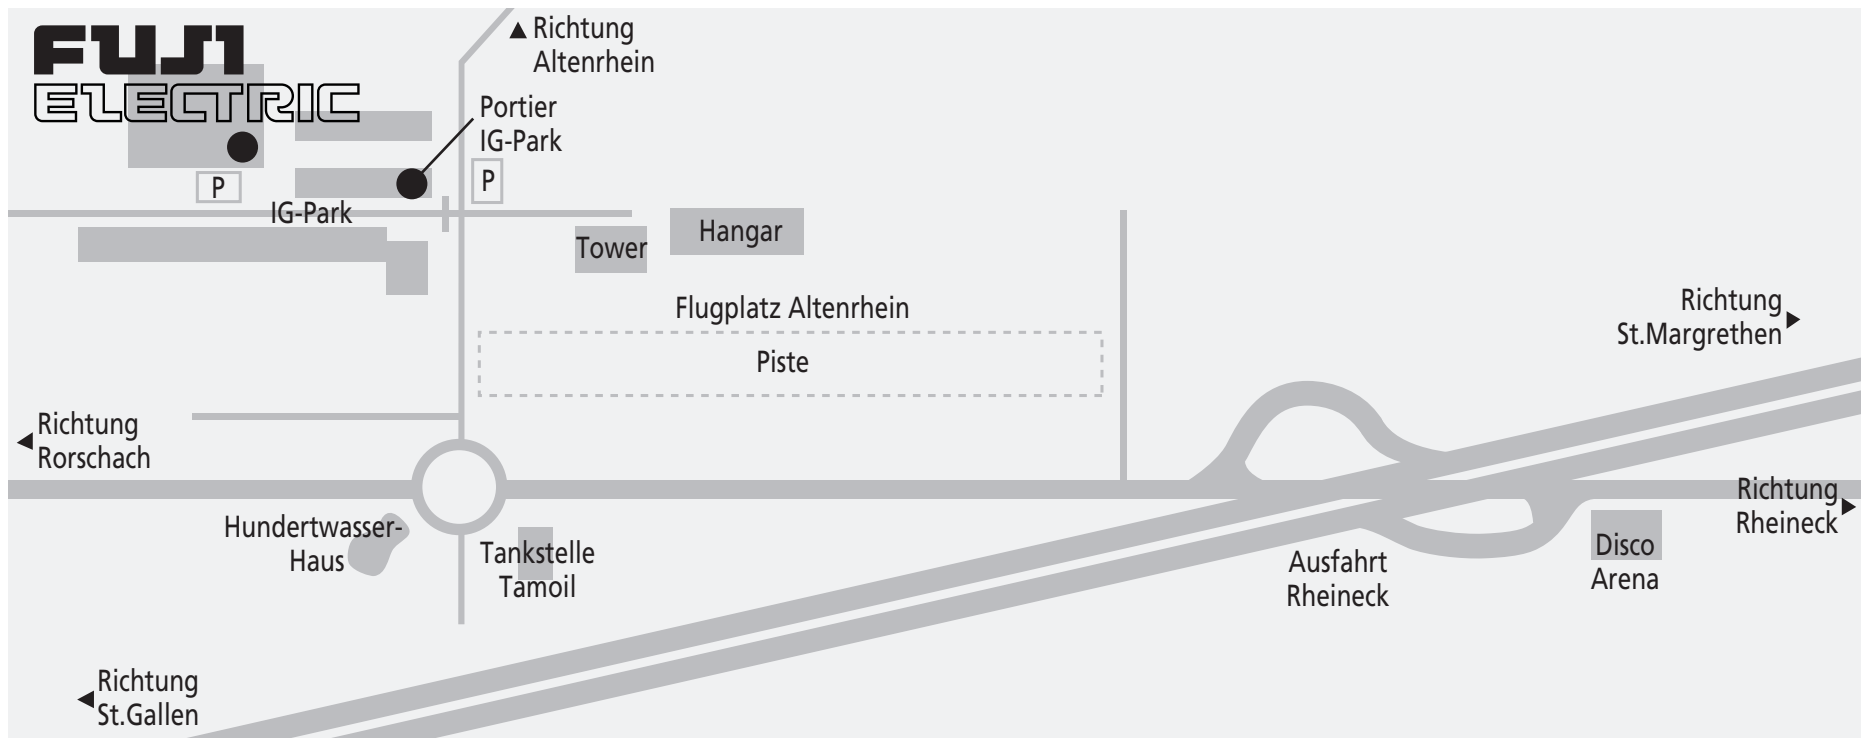 FUJI
ELECTRIC
Richtung
Altenrhein
Portier
IG-Park
P
P
IG-Park
Hangar
Tower
Flugplatz Altenrhein
Piste
Richtung
St.Margrethen
Richtung
Rorschach
Richtung
Rheineck
Hundertwasser-
Haus
Tankstelle
Tamoil
Ausfahrt
Rheineck
Disco
Arena
Richtung
St.Gallen